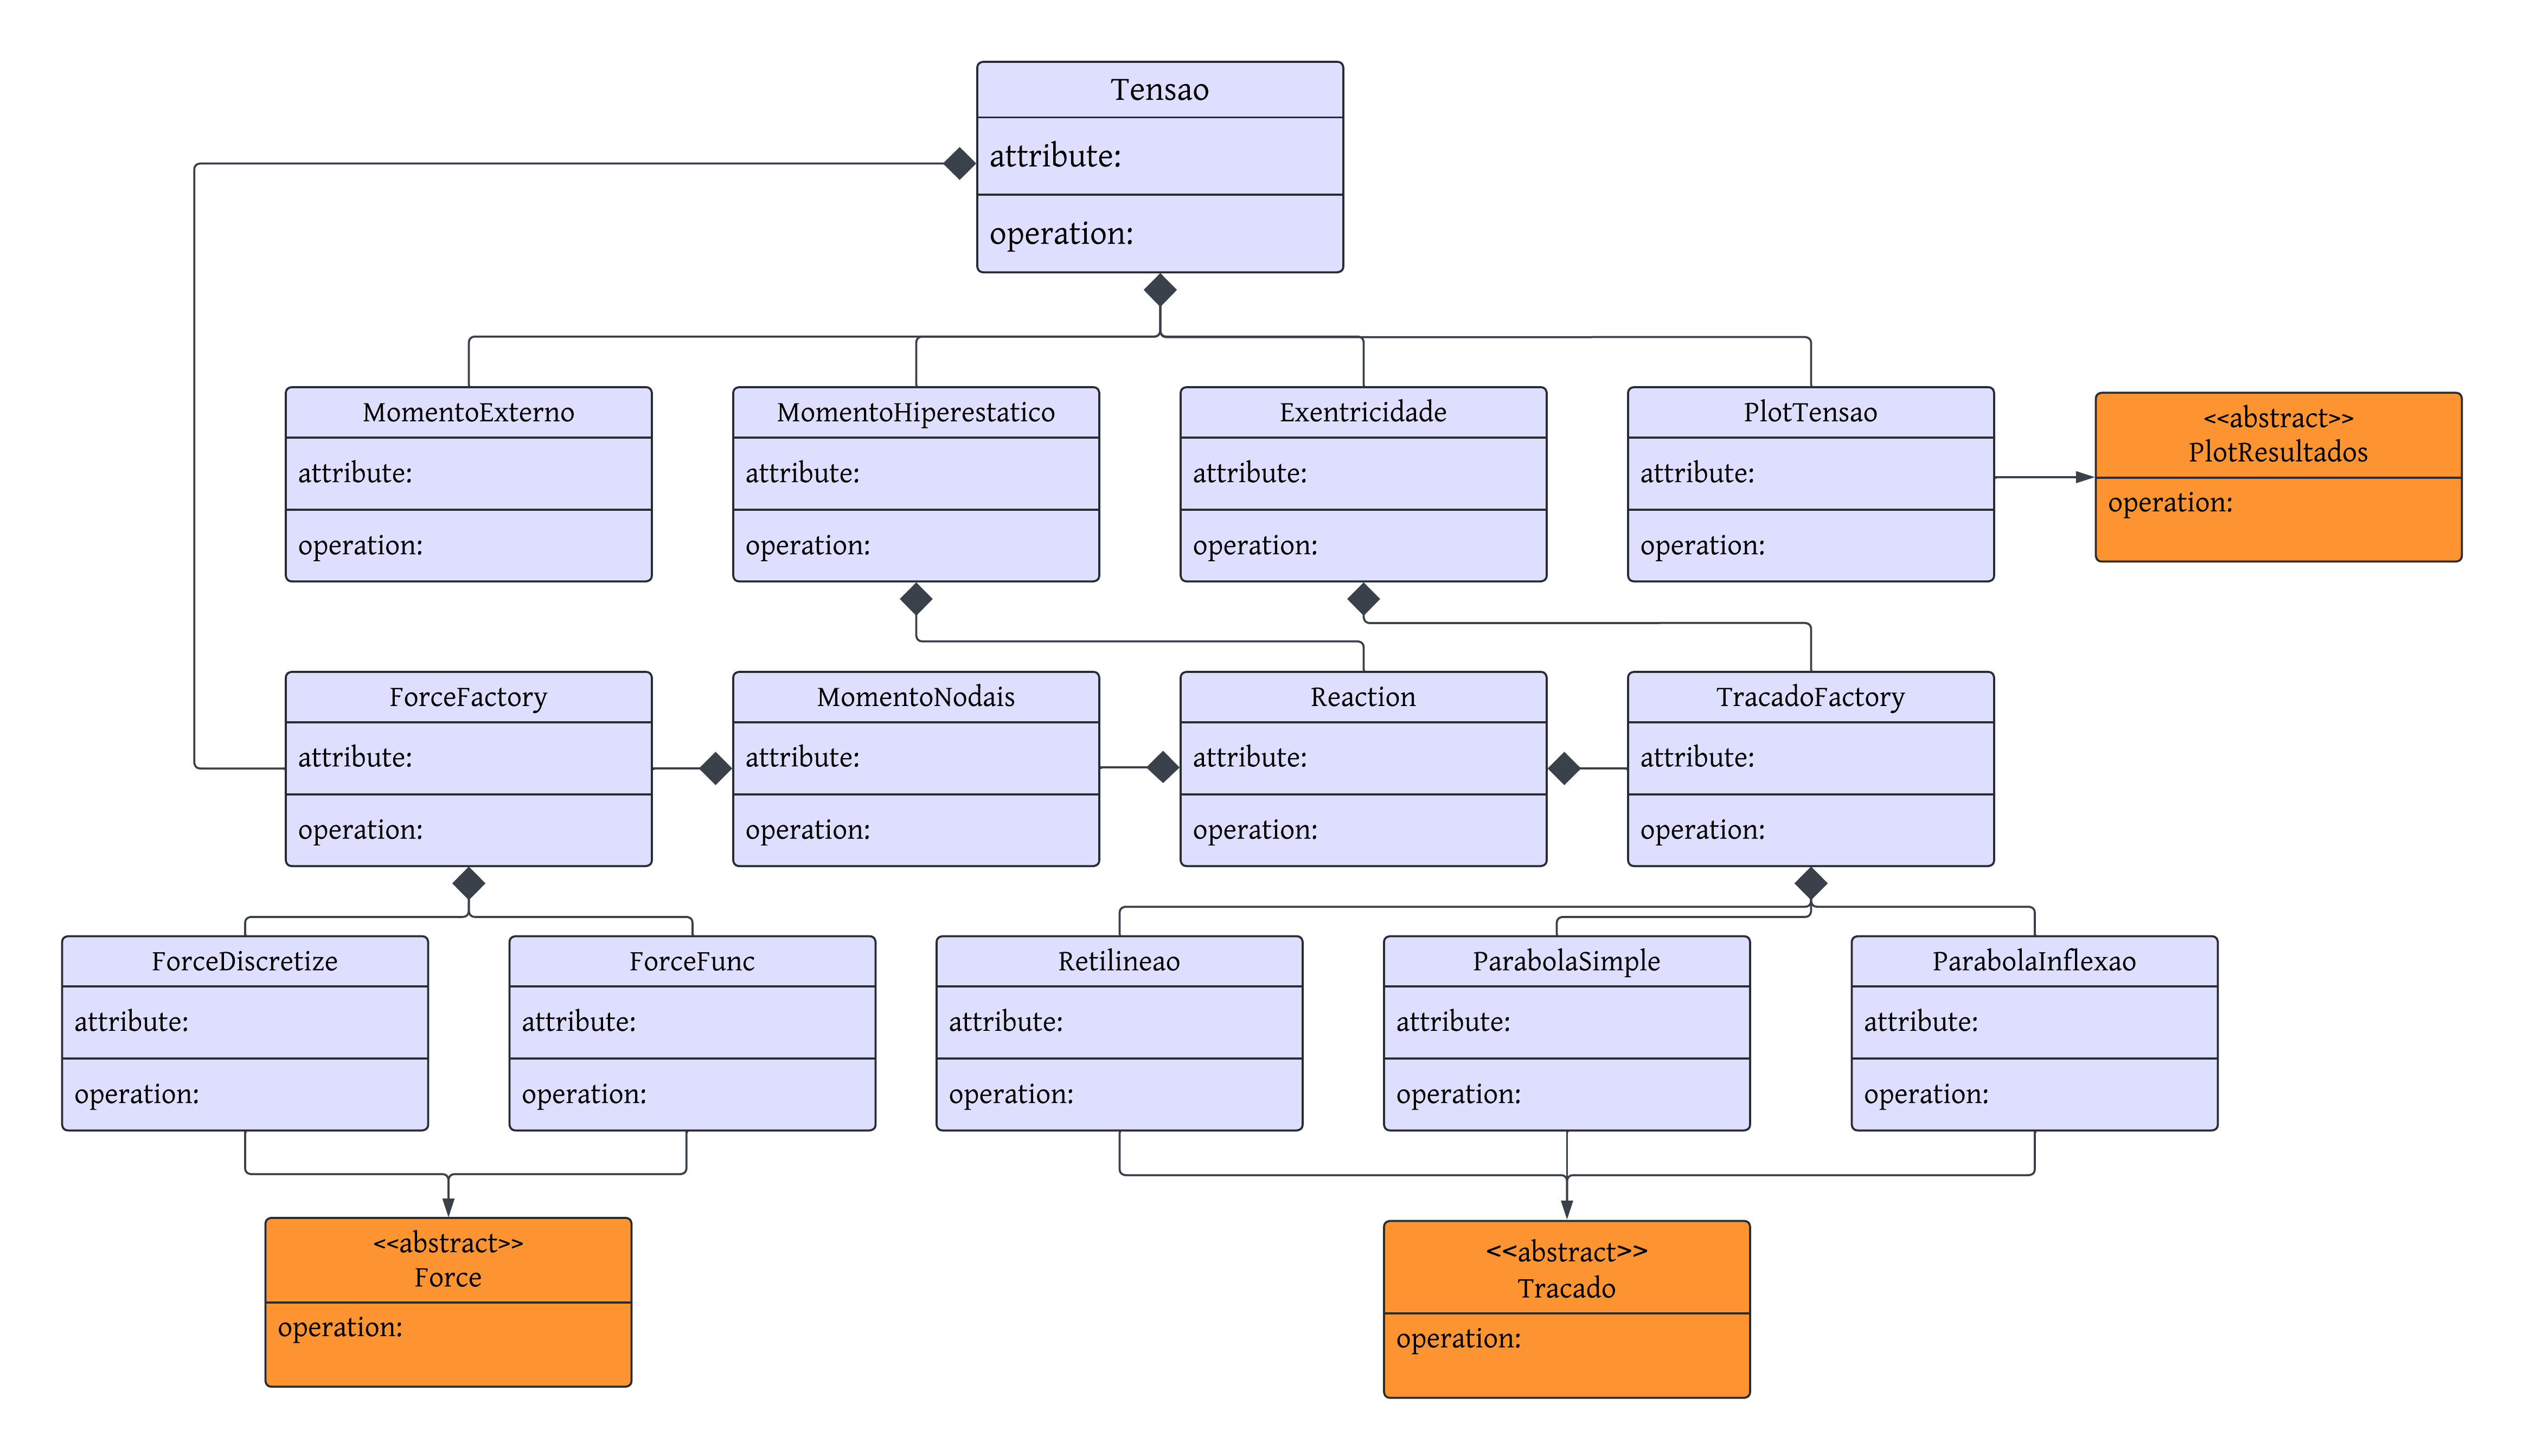 Tensao
attribute:
operation:
MomentoExterno
attribute:
operation:
MomentoHiperestatico
attribute:
operation:
Exentricidade
attribute:
operation:
PlotTensao
attribute:
operation:
<<abstract>>
PlotResultados
operation:
ForceFactory
attribute:
operation:
MomentoNodais
attribute:
operation:
Reaction
attribute:
operation:
TracadoFactory
attribute:
operation:
ForceDiscretize
attribute:
operation:
ForceFunc
attribute:
operation:
Retilineao
attribute:
operation:
ParabolaSimple
attribute:
operation:
ParabolaInflexao
attribute:
operation:
<<abstract>>
Force
operation:
<<abstract>>
Tracado
operation: